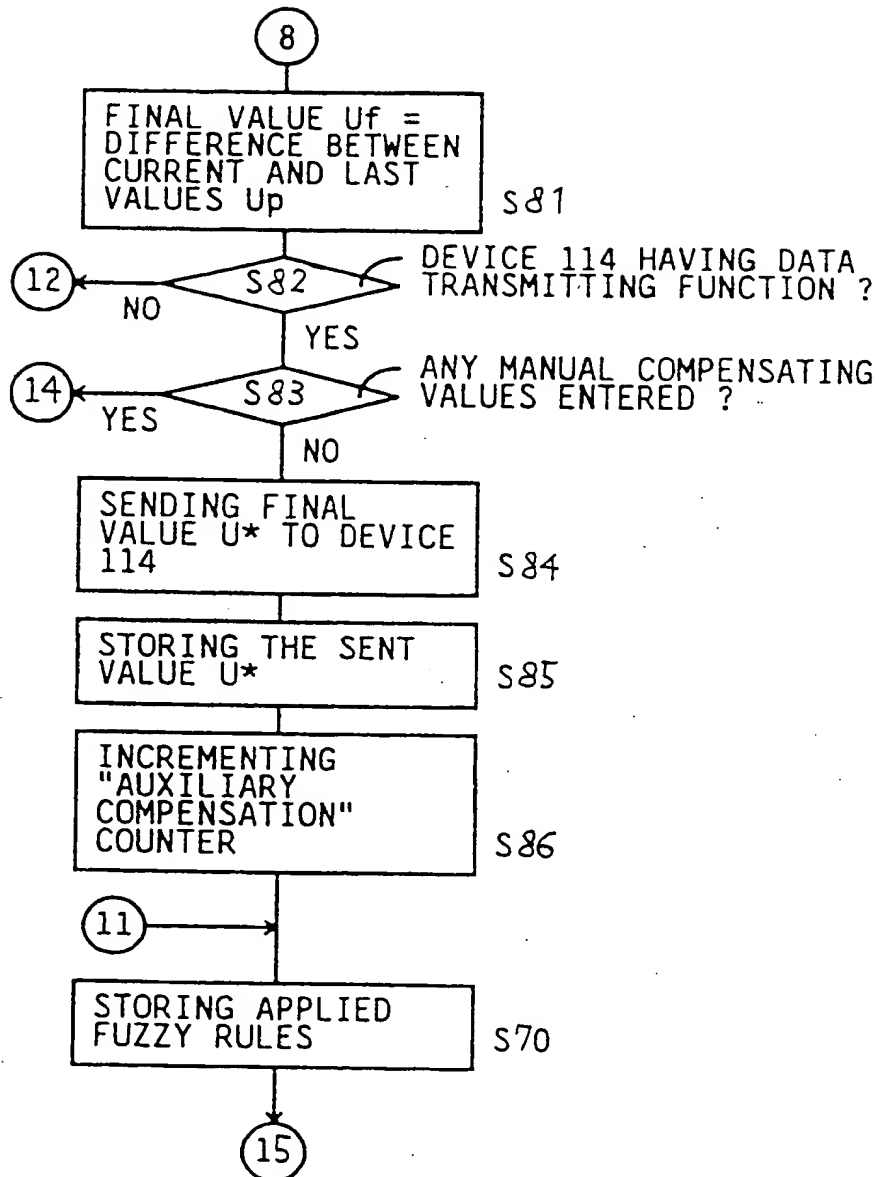 8
FINAL VALUE Uf =
DIFFERENCE BETWEEN
CURRENT AND LAST
VALUES Up
S81
12
NO
S82
DEVICE 114 HAVING DATA
TRANSMITTING FUNCTION ?
YES
14
YES
S83
ANY MANUAL COMPENSATING
VALUES ENTERED ?
NO
SENDING FINAL
VALUE U* TO DEVICE
114
S84
STORING THE SENT
VALUE U*
S85
INCREMENTING
"AUXILIARY
COMPENSATION"
COUNTER
S86
11
STORING APPLIED
FUZZY RULES
S70
15